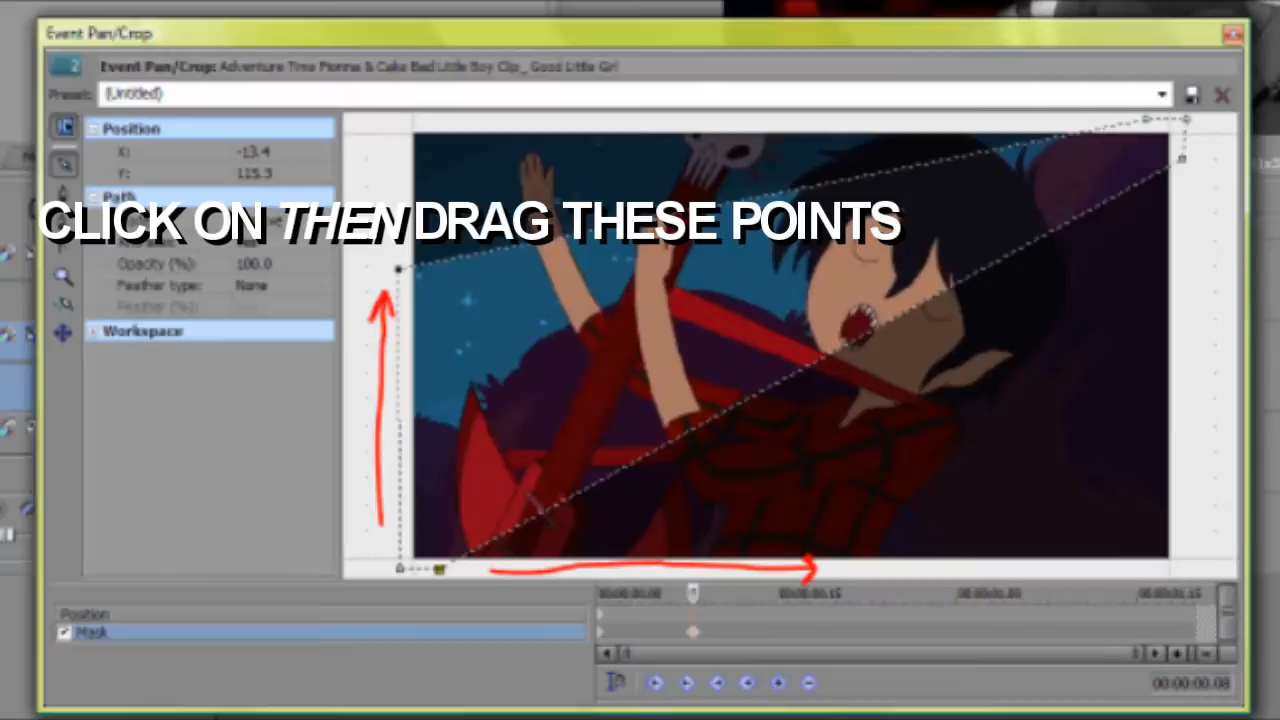 Event Pan/Crop
Event Pan/Crop: Adventure Time Fionna & Cake Bad Little Boy Clip_ Good Little Girl
Preset: (Untitled)
Position
X: -13.4
Y: 115.3
Path
CLICK ON THEN DRAG THESE POINTS
Opacity (%): 100.0
Feather type: None
Feather (%):
Workspace
00:00:00.00 00:00:00.15 00:00:01.00 00:00:01.15
Position
Mask
00:00:00.08